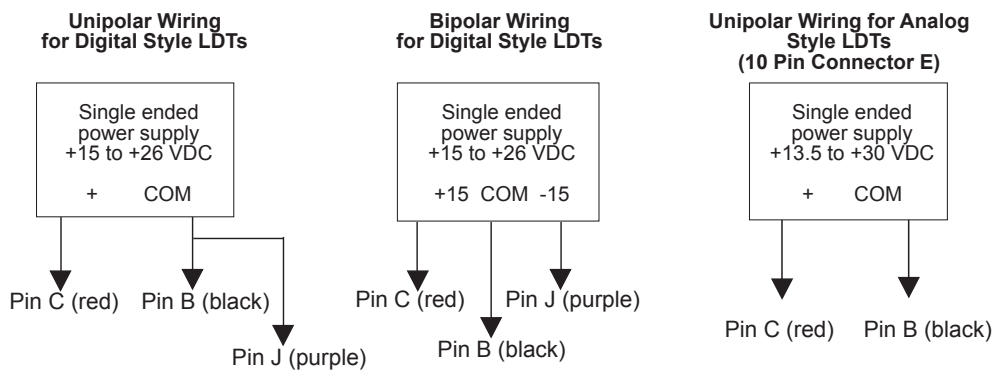 Unipolar Wiring
for Digital Style LDTs
Single ended
power supply
+15 to +26 VDC
+ COM
Pin C (red) Pin B (black)
Pin J (purple)
Bipolar Wiring
for Digital Style LDTs
Single ended
power supply
+15 to +26 VDC
+15 COM -15
Pin C (red) Pin J (purple)
Pin B (black)
Unipolar Wiring for Analog
Style LDTs
(10 Pin Connector E)
Single ended
power supply
+13.5 to +30 VDC
+ COM
Pin C (red) Pin B (black)